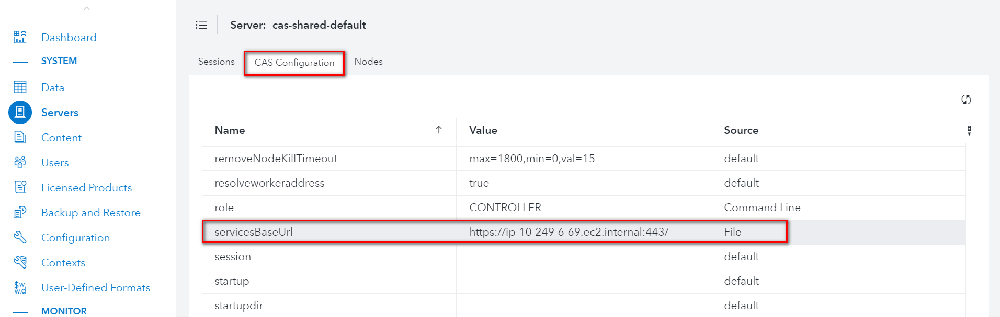 Dashboard
SYSTEM
Data
Servers
Content
Users
Licensed Products
Backup and Restore
Configuration
Contexts
$w.
w.d
User-Defined Formats
MONITOR
Server: cas-shared-default
Sessions CAS Configuration Nodes
Name Value Source
removeNodeKillTimeout max=1800,min=0,val=15 default
resolveworkeraddress true default
role CONTROLLER Command Line
servicesBaseUrl https://ip-10-249-6-69.ec2.internal:443/ File
session default
startup default
startupdir default